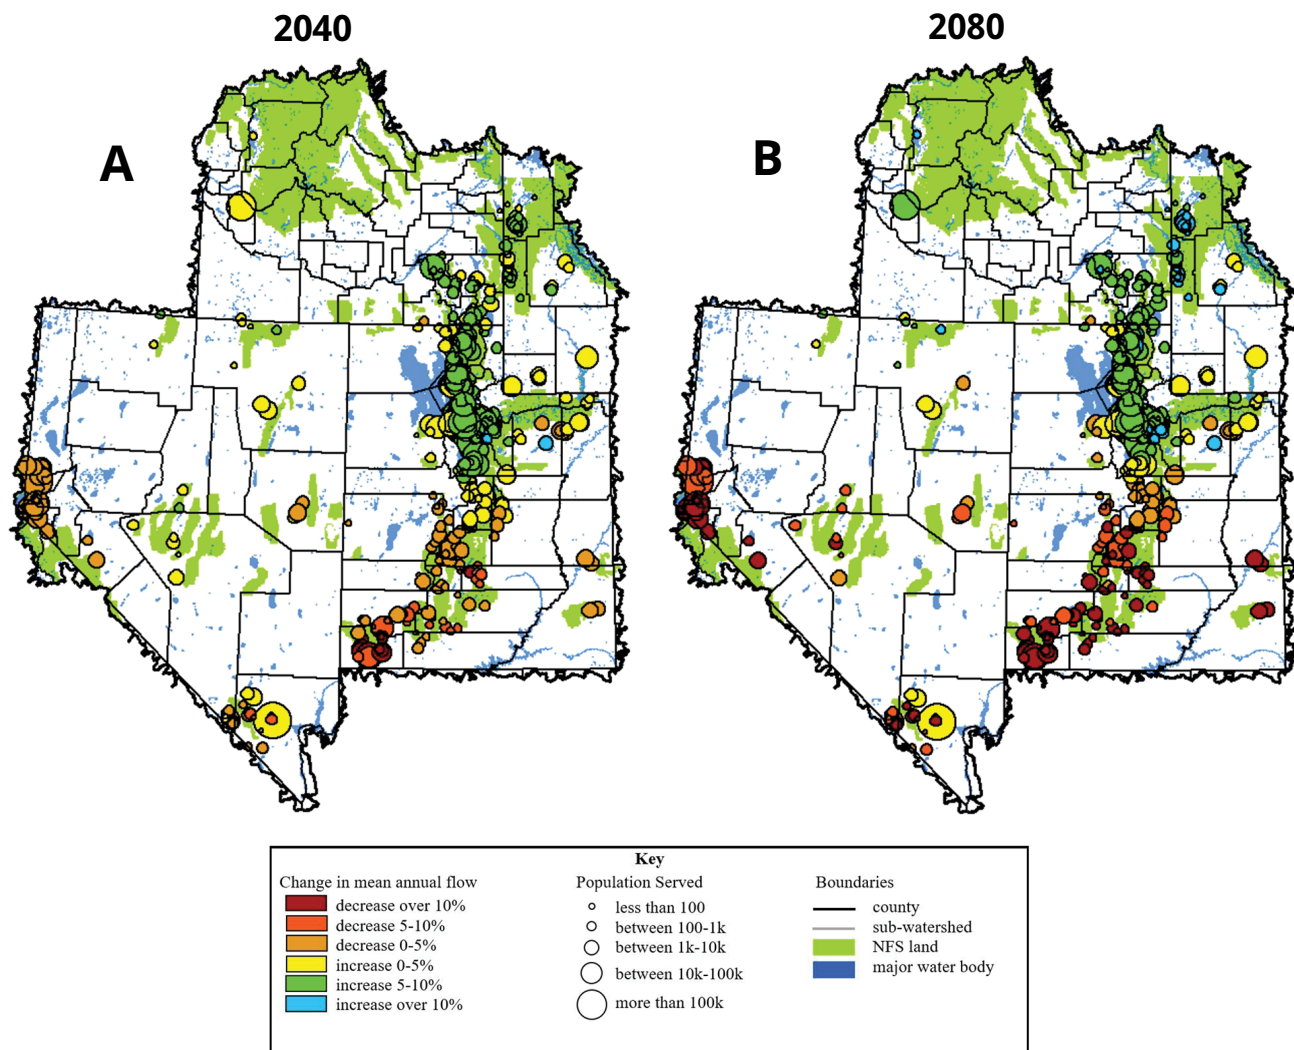 2040
2080
A
B
Key
Change in mean annual flow
decrease over 10%
decrease 5-10%
decrease 0-5%
increase 0-5%
increase 5-10%
increase over 10%
Population Served
less than 100
between 100-1k
between 1k-10k
between 10k-100k
more than 100k
Boundaries
county
sub-watershed
NFS land
major water body